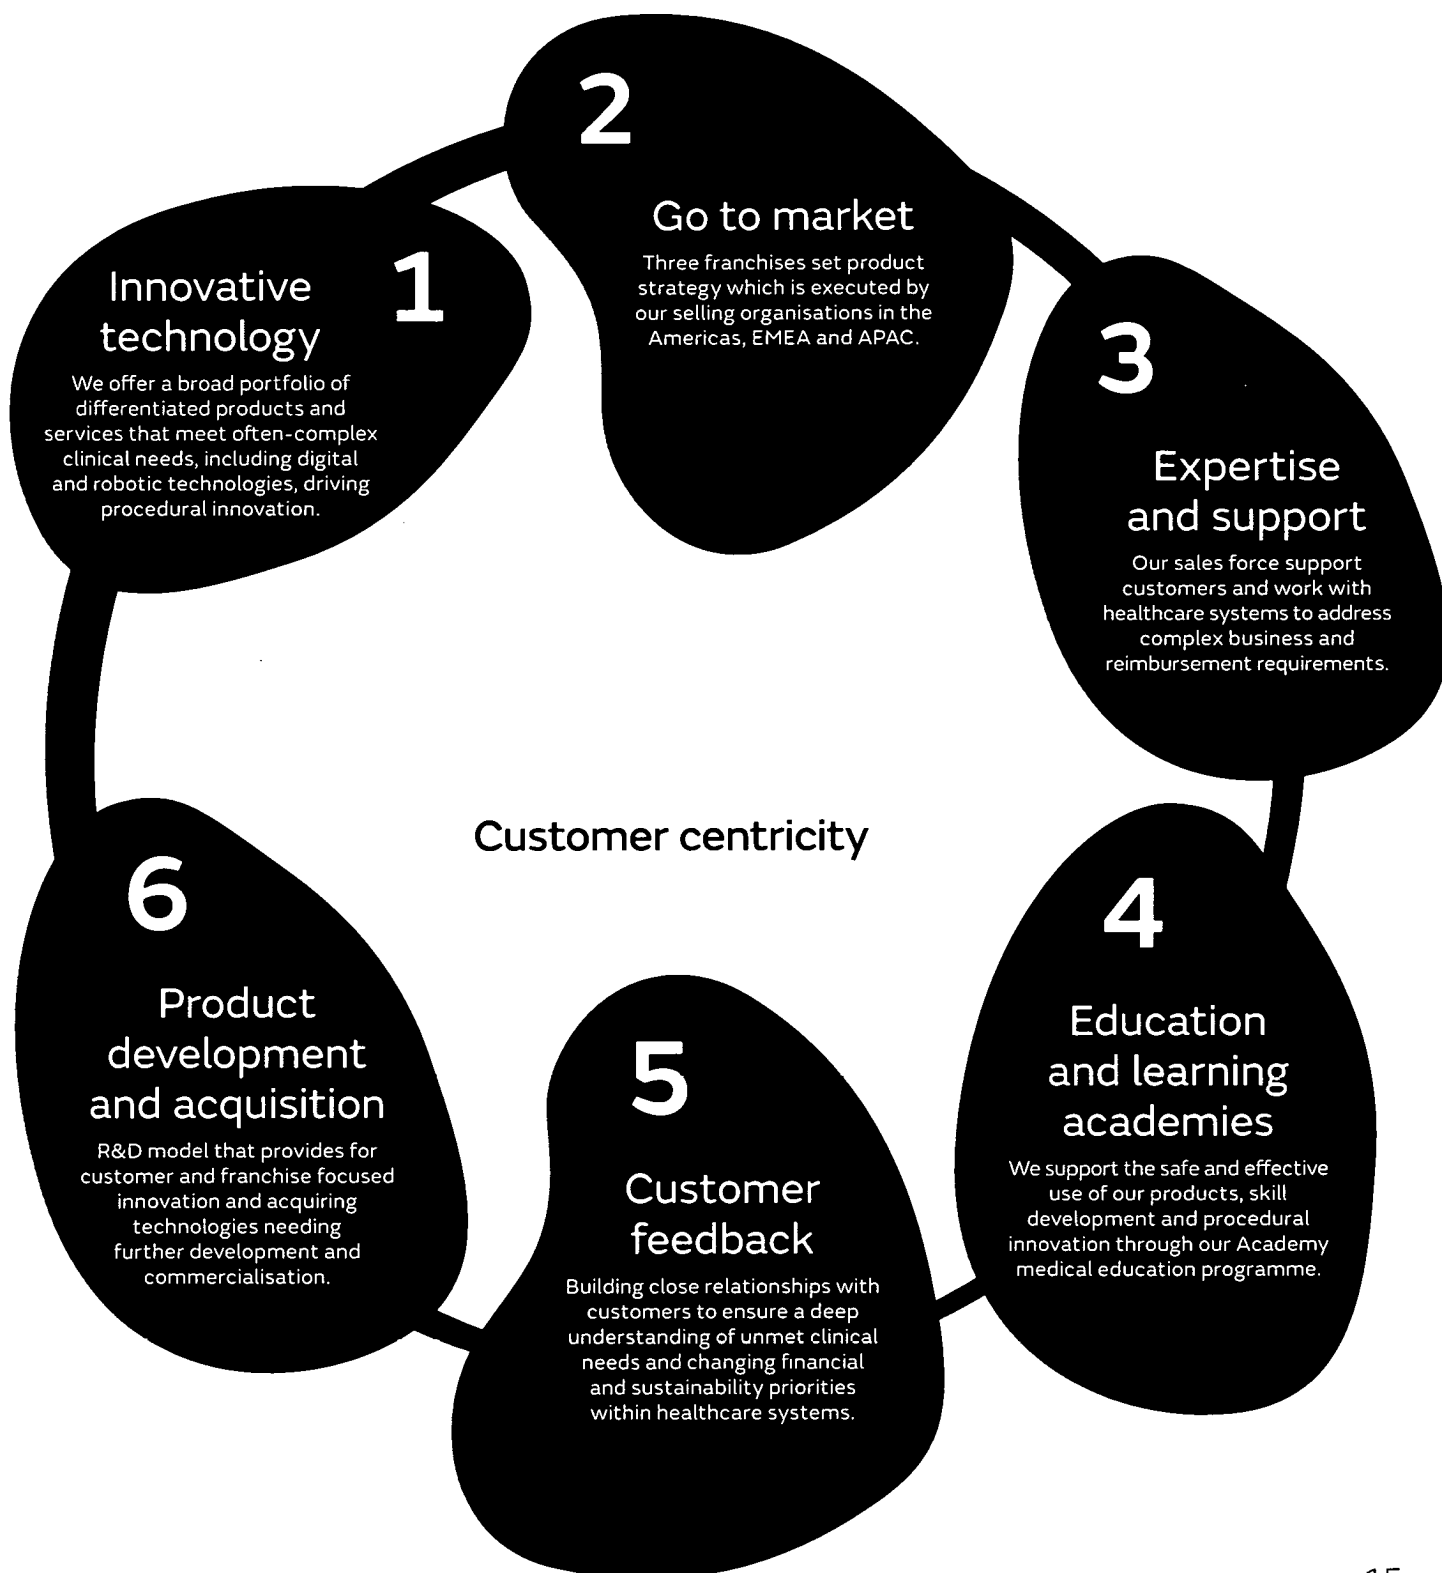 1
Innovative
technology
We offer a broad portfolio of
differentiated products and
services that meet often-complex
clinical needs, including digital
and robotic technologies, driving
procedural innovation.
2
Go to market
Three franchises set product
strategy which is executed by
our selling organisations in the
Americas, EMEA and APAC.
3
Expertise
and support
Our sales force support
customers and work with
healthcare systems to address
complex business and
reimbursement requirements.
Customer centricity
4
Education
and learning
academies
We support the safe and effective
use of our products, skill
development and procedural
innovation through our Academy
medical education programme.
5
Customer
feedback
Building close relationships with
customers to ensure a deep
understanding of unmet clinical
needs and changing financial
and sustainability priorities
within healthcare systems.
6
Product
development
and acquisition
R&D model that provides for
customer and franchise focused
innovation and acquiring
technologies needing
further development and
commercialisation.